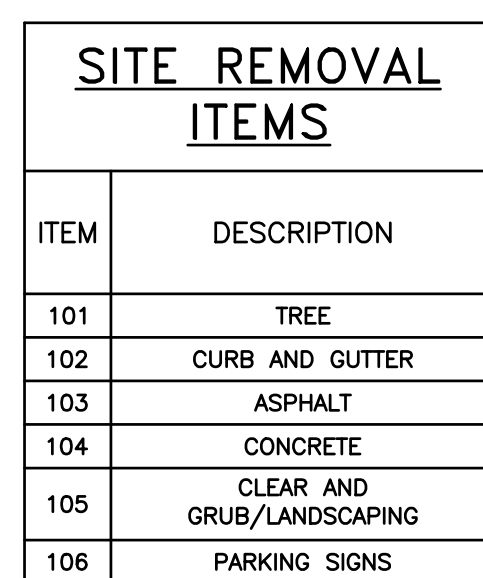 SITE REMOVAL
ITEMS
ITEM DESCRIPTION
101 TREE
102 CURB AND GUTTER
103 ASPHALT
104 CONCRETE
105 CLEAR AND
GRUB/LANDSCAPING
106 PARKING SIGNS